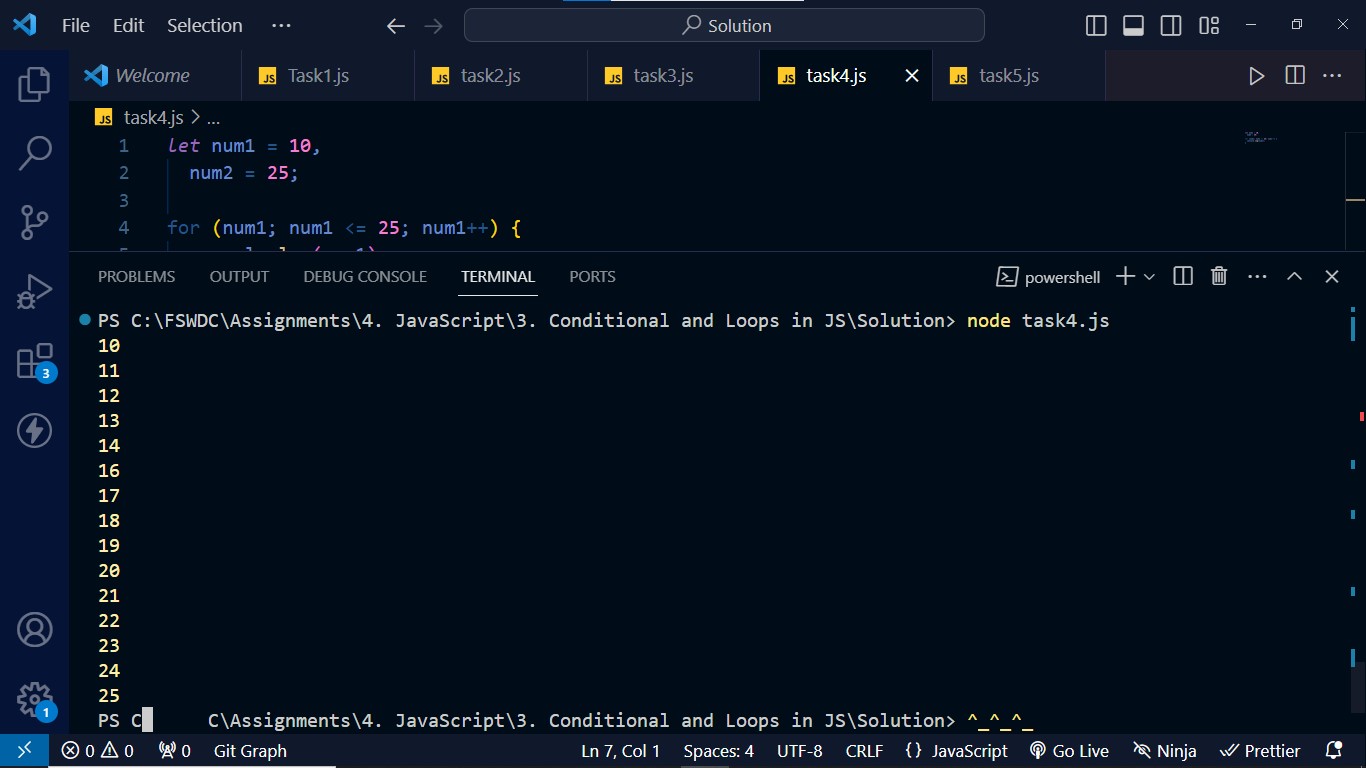 File Edit Selection ··· Solution
Welcome Task1.js task2.js task3.js task4.js task5.js
task4.js > ...
1 let num1 = 10,
2 num2 = 25;
3
4 for (num1; num1 <= 25; num1++) {
PROBLEMS OUTPUT DEBUG CONSOLE TERMINAL PORTS powershell
PS C:\FSWDC\Assignments\4. JavaScript\3. Conditional and Loops in JS\Solution> node task4.js
10
11
12
13
14
16
17
18
19
20
21
22
23
24
25
PS C C\Assignments\4. JavaScript\3. Conditional and Loops in JS\Solution> ^_^_^_
3
1
0 0 0 Git Graph Ln 7, Col 1 Spaces: 4 UTF-8 CRLF {} JavaScript Go Live Ninja Prettier